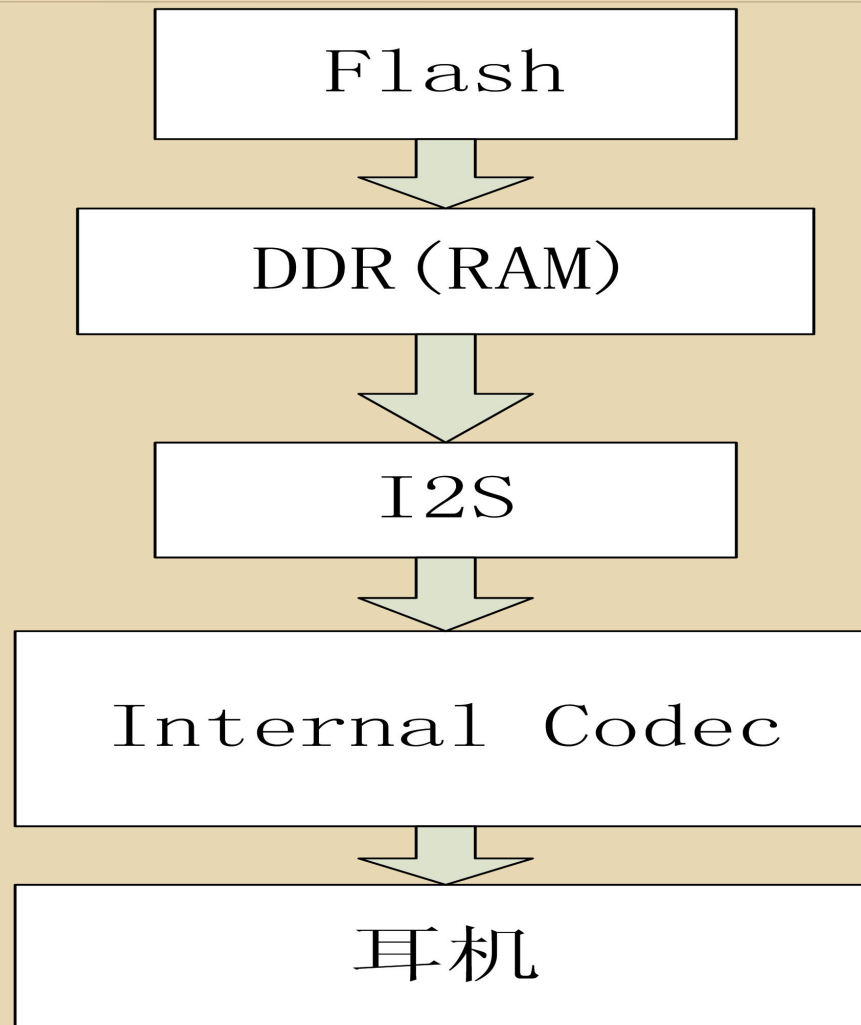 Flash
DDR(RAM)
I2S
Internal Codec
耳机